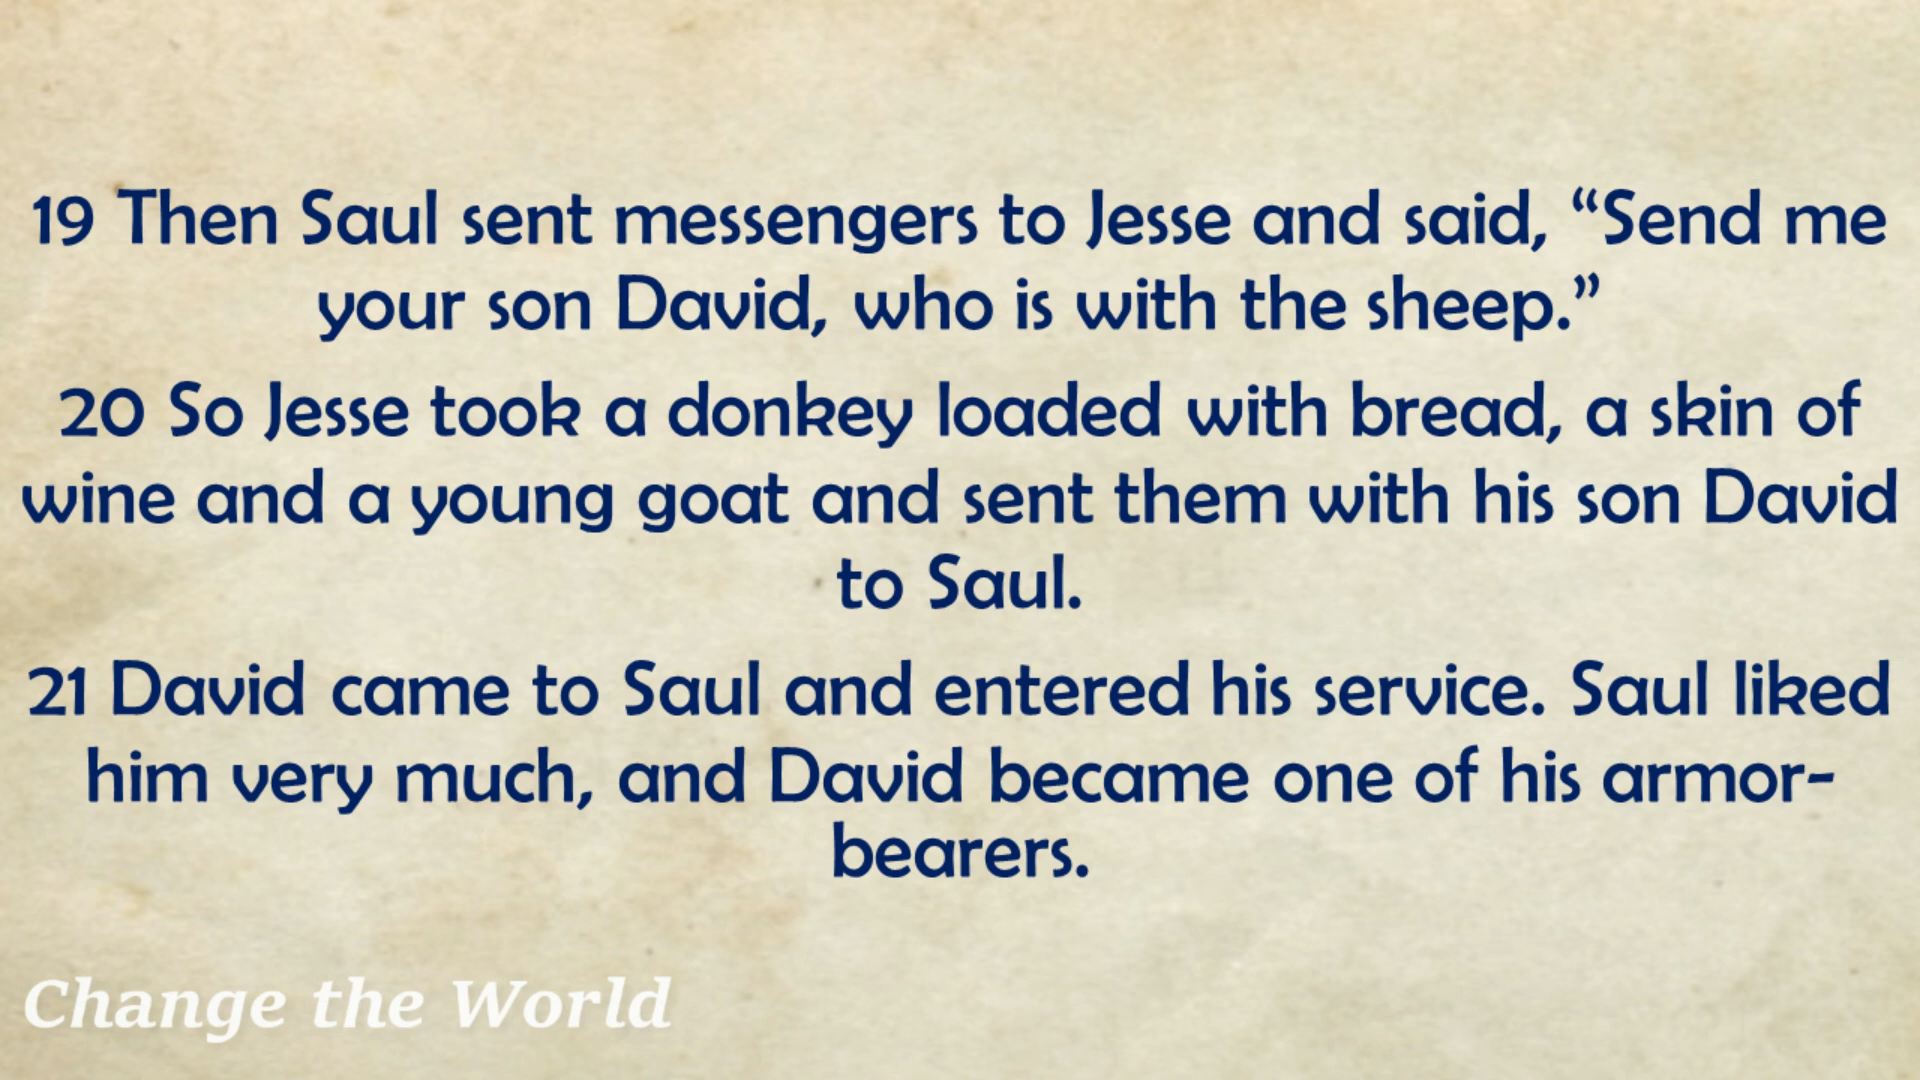 19 Then Saul sent messengers to Jesse and said, “Send me
your son David, who is with the sheep.”
20 So Jesse took a donkey loaded with bread, a skin of
wine and a young goat and sent them with his son David
to Saul.
21 David came to Saul and entered his service. Saul liked
him very much, and David became one of his armor-
bearers.
Change the World